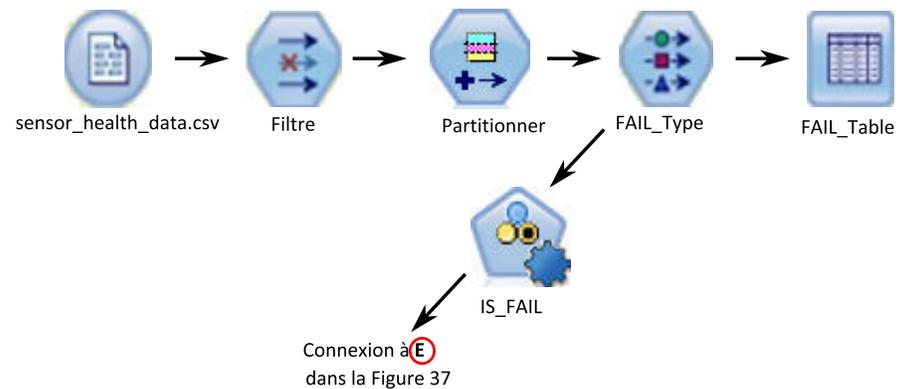 sensor_health_data.csv
Filtre
Partitionner
FAIL_Type
FAIL_Table
IS_FAIL
Connexion à E
dans la Figure 37